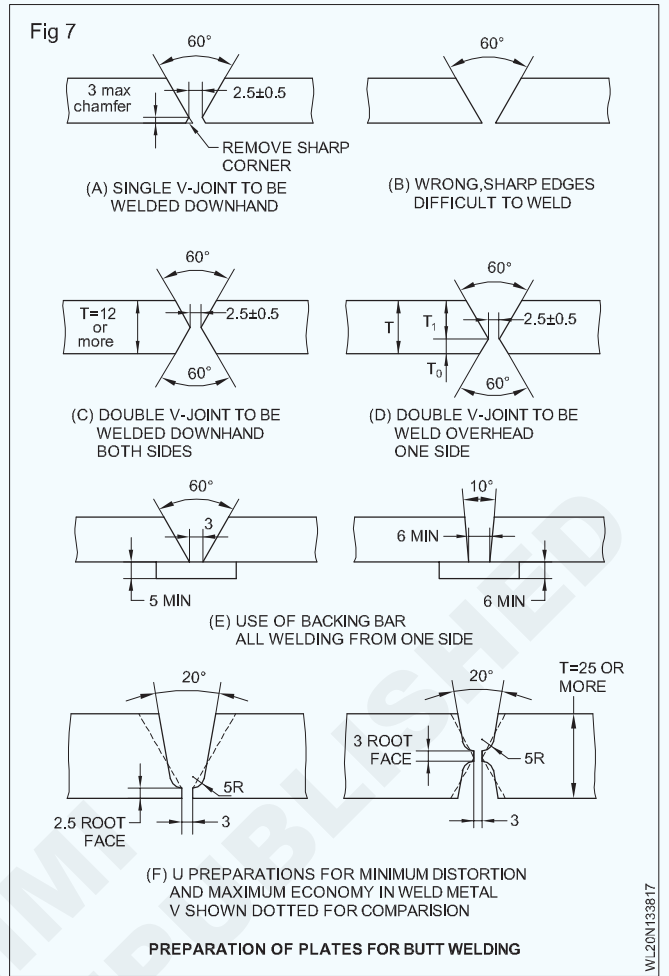 Fig 7
60°
3 max
chamfer
2.5±0.5
REMOVE SHARP
CORNER
(A) SINGLE V-JOINT TO BE
WELDED DOWNHAND
60°
(B) WRONG,SHARP EDGES
DIFFICULT TO WELD
60°
T=12
or
more
2.5±0.5
60°
(C) DOUBLE V-JOINT TO BE
WELDED DOWNHAND
BOTH SIDES
60°
T
T1
2.5±0.5
T0
60°
(D) DOUBLE V-JOINT TO BE
WELD OVERHEAD
ONE SIDE
60°
3
5 MIN
10°
6 MIN
6 MIN
(E) USE OF BACKING BAR
ALL WELDING FROM ONE SIDE
20°
5R
2.5 ROOT
FACE
3
20°
T=25 OR
MORE
3 ROOT
FACE
5R
3
(F) U PREPARATIONS FOR MINIMUM DISTORTION
AND MAXIMUM ECONOMY IN WELD METAL
V SHOWN DOTTED FOR COMPARISION
PREPARATION OF PLATES FOR BUTT WELDING
WL20N133817